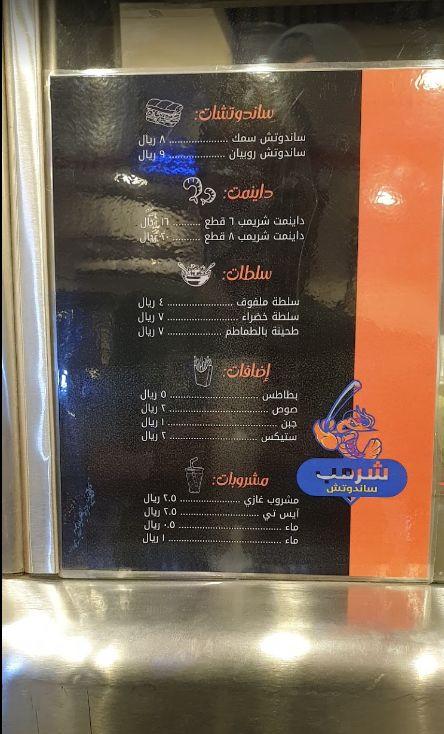 ساندوتشات:
ساندوتش سمك .................. ٨ ريال
ساندوتش روبيان ............... ٩ ريال
داينمت:
داينمت شريمب ٦ قطع ......... ١٦ ريال
داينمت شريمب ٨ قطع ......... ٢٠ ريال
سلطات:
سلطة ملفوف .................... ٤ ريال
سلطة خضراء .................... ٧ ريال
طحينة بالطماطم ................ ٧ ريال
إضافات:
بطاطس .......................... ٥ ريال
صوص .......................... ٢ ريال
جبن .......................... ١ ريال
ستيكس .......................... ٢ ريال
مشروبات:
مشروب غازي .................. ٢.٥ ريال
آيس تي .................. ٢.٥ ريال
ماء .......................... ٠.٥ ريال
ماء .......................... ١ ريال
شرمب
ساندوتش